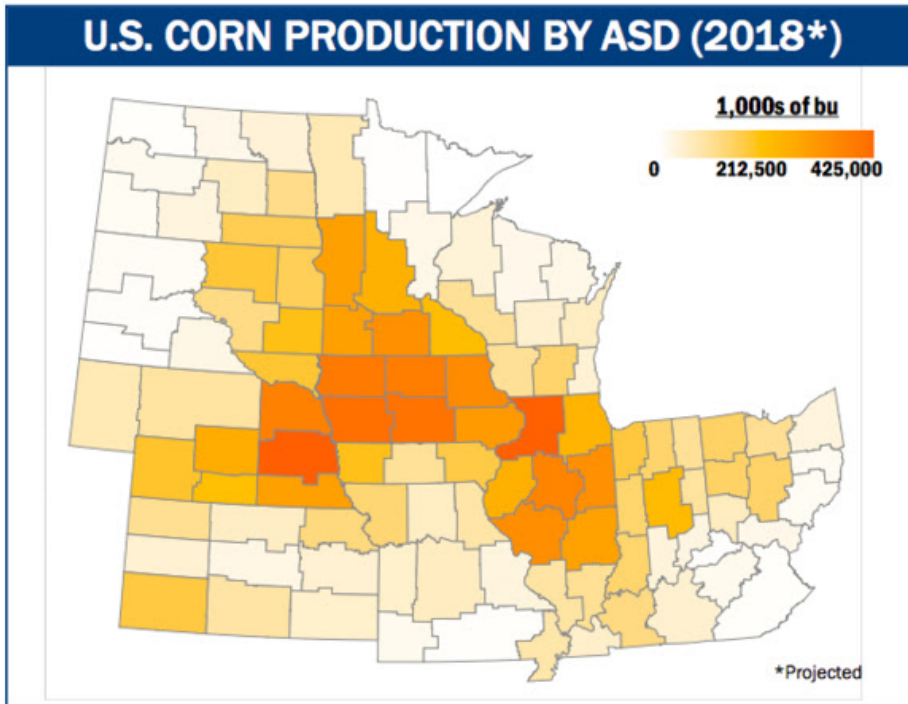 U.S. CORN PRODUCTION BY ASD (2018*)
1,000s of bu
0 212,500 425,000
*Projected